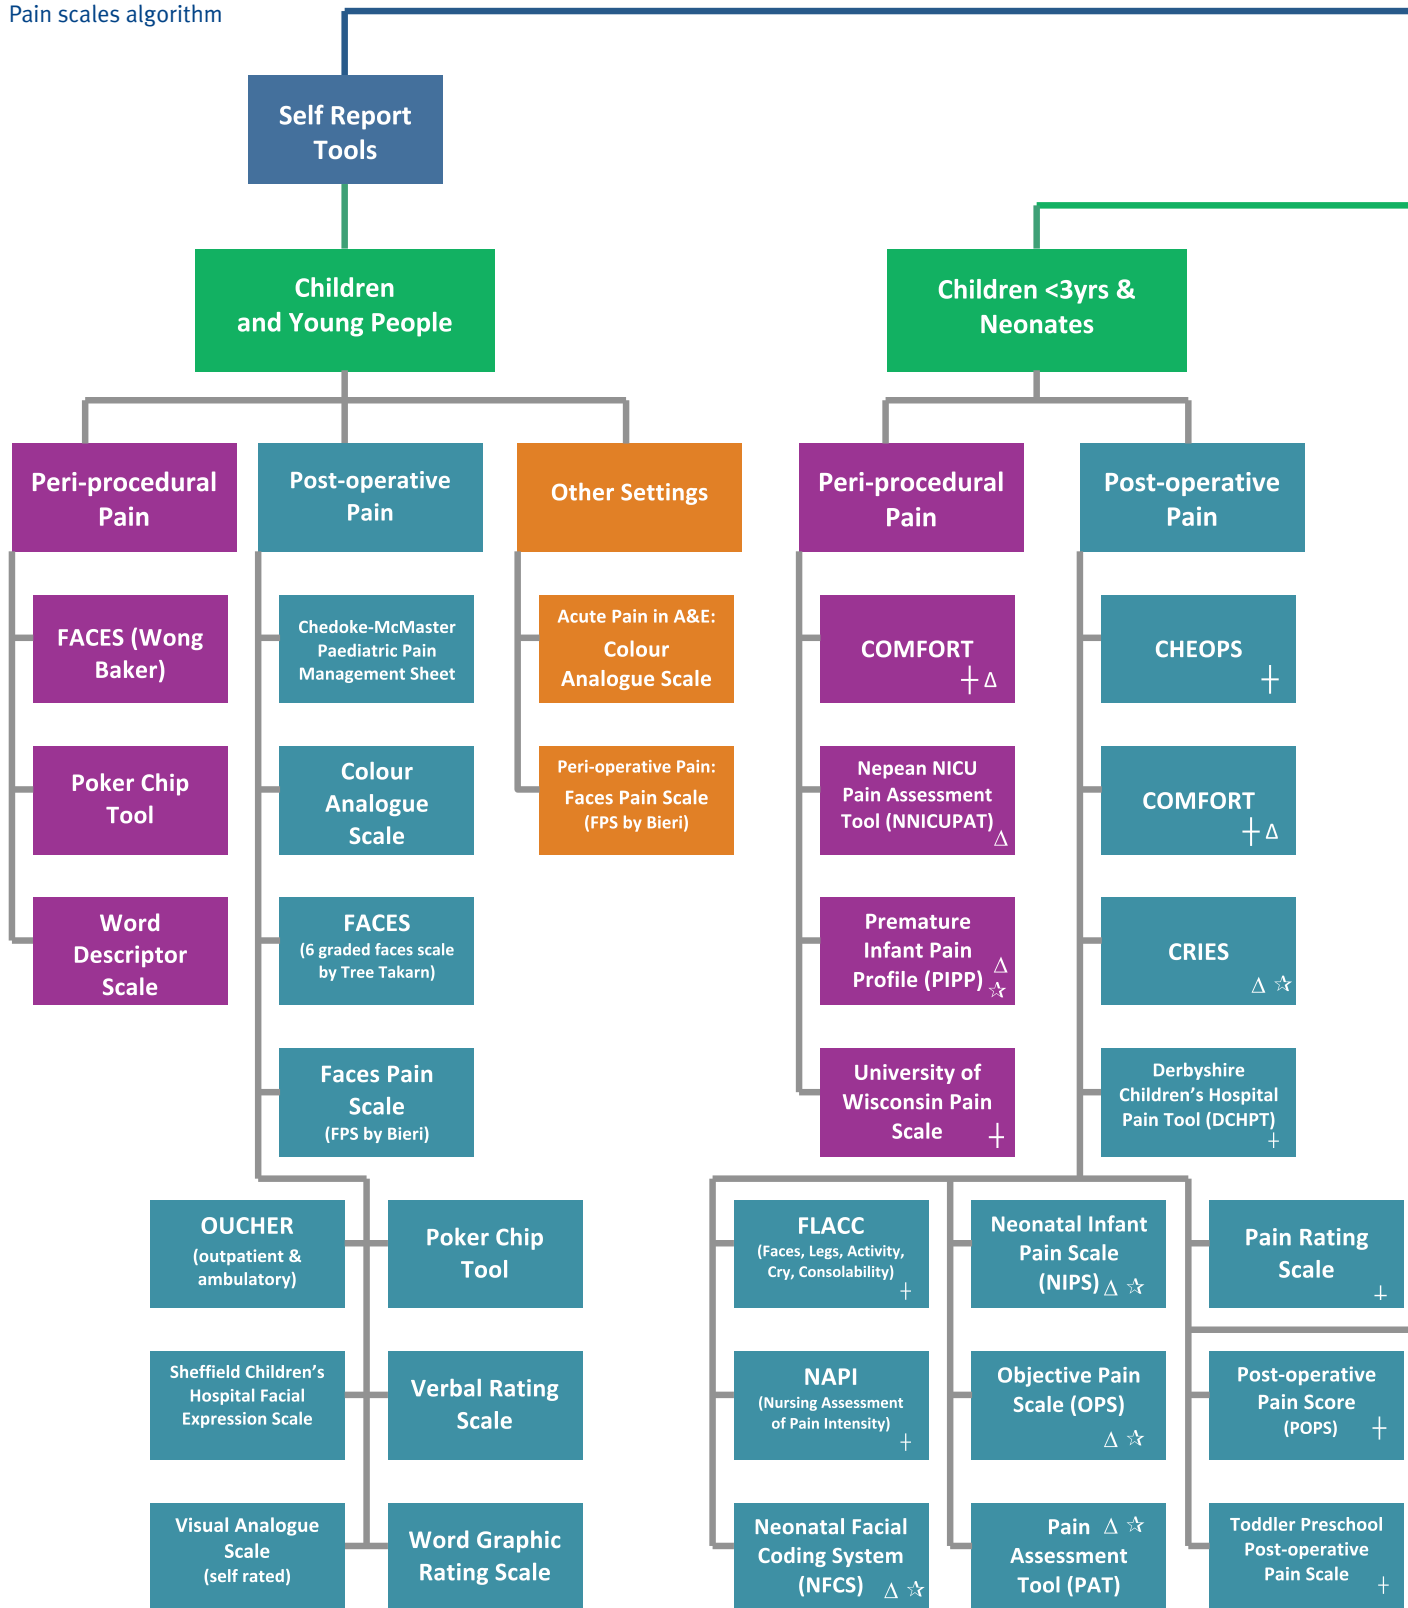 Pain scales algorithm
Self Report
Tools
Children
and Young People
Peri-procedural
Pain
FACES (Wong
Baker)
Poker Chip
Tool
Word
Descriptor
Scale
Post-operative
Pain
Chedoke-McMaster
Paediatric Pain
Management Sheet
Colour
Analogue
Scale
FACES
(6 graded faces scale
by Tree Takarn)
Faces Pain
Scale
(FPS by Bieri)
OUCHER
(outpatient &
ambulatory)
Poker Chip
Tool
Sheffield Children's
Hospital Facial
Expression Scale
Verbal Rating
Scale
Visual Analogue
Scale
(self rated)
Word Graphic
Rating Scale
Other Settings
Acute Pain in A&E:
Colour
Analogue Scale
Peri-operative Pain:
Faces Pain Scale
(FPS by Bieri)
Children <3yrs &
Neonates
Peri-procedural
Pain
COMFORT
┼ Δ
Nepean NICU
Pain Assessment
Tool (NNICUPAT)
Δ
Premature
Infant Pain
Profile (PIPP) Δ
☆
University of
Wisconsin Pain
Scale ┼
Post-operative
Pain
CHEOPS
┼
COMFORT
┼ Δ
CRIES
Δ ☆
Derbyshire
Children's Hospital
Pain Tool (DCHPT)
┼
FLACC
(Faces, Legs, Activity,
Cry, Consolability)
┼
Neonatal Infant
Pain Scale
(NIPS) Δ ☆
Pain Rating
Scale
┼
NAPI
(Nursing Assessment
of Pain Intensity)
┼
Objective Pain
Scale (OPS)
Δ ☆
Post-operative
Pain Score
(POPS) ┼
Neonatal Facial
Coding System
(NFCS) Δ ☆
Pain Δ ☆
Assessment
Tool (PAT)
Toddler Preschool
Post-operative
Pain Scale
┼